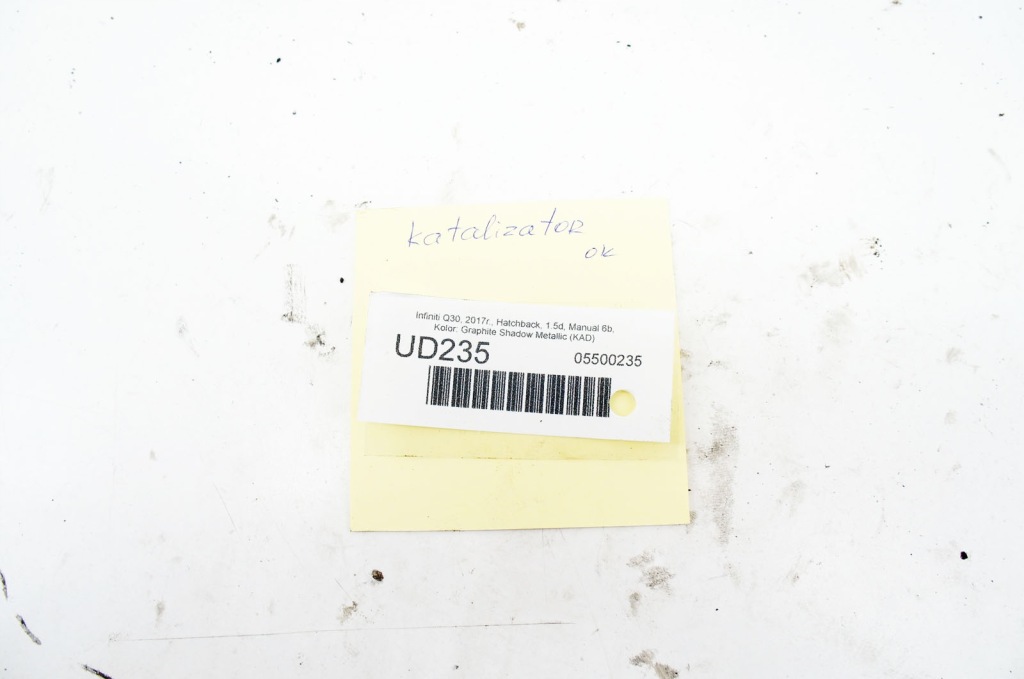 katalizator
ok
Infiniti Q30, 2017r., Hatchback, 1.5d, Manual 6b,
Kolor: Graphite Shadow Metallic (KAD)
UD235 05500235